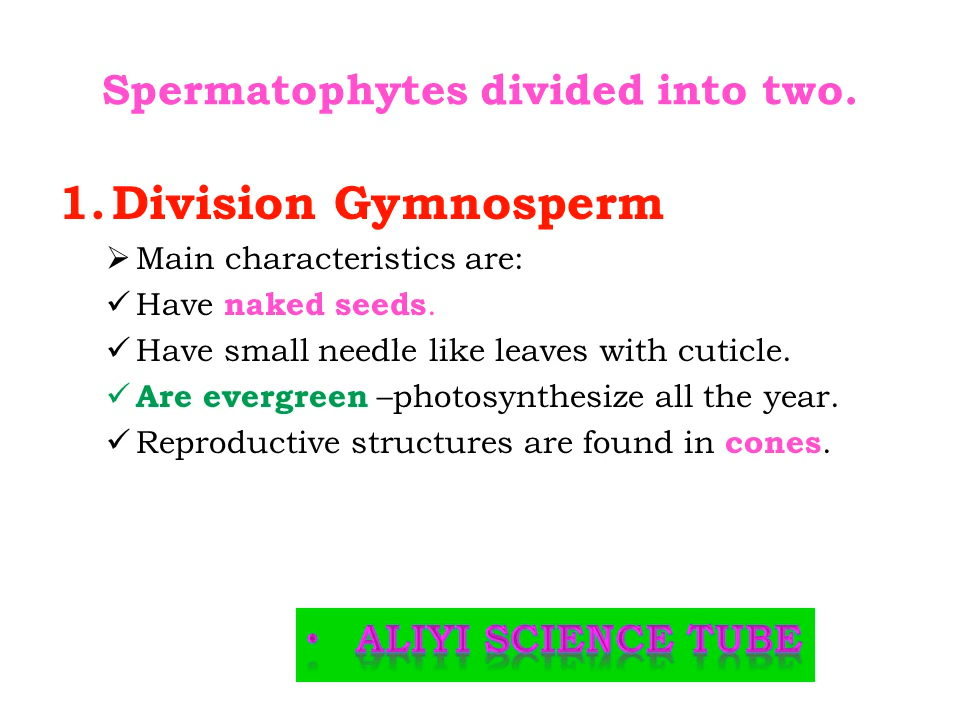 Spermatophytes divided into two.
1. Division Gymnosperm
➢ Main characteristics are:
✓ Have naked seeds.
✓ Have small needle like leaves with cuticle.
✓ Are evergreen –photosynthesize all the year.
✓ Reproductive structures are found in cones.
• ALIYI SCIENCE TUBE